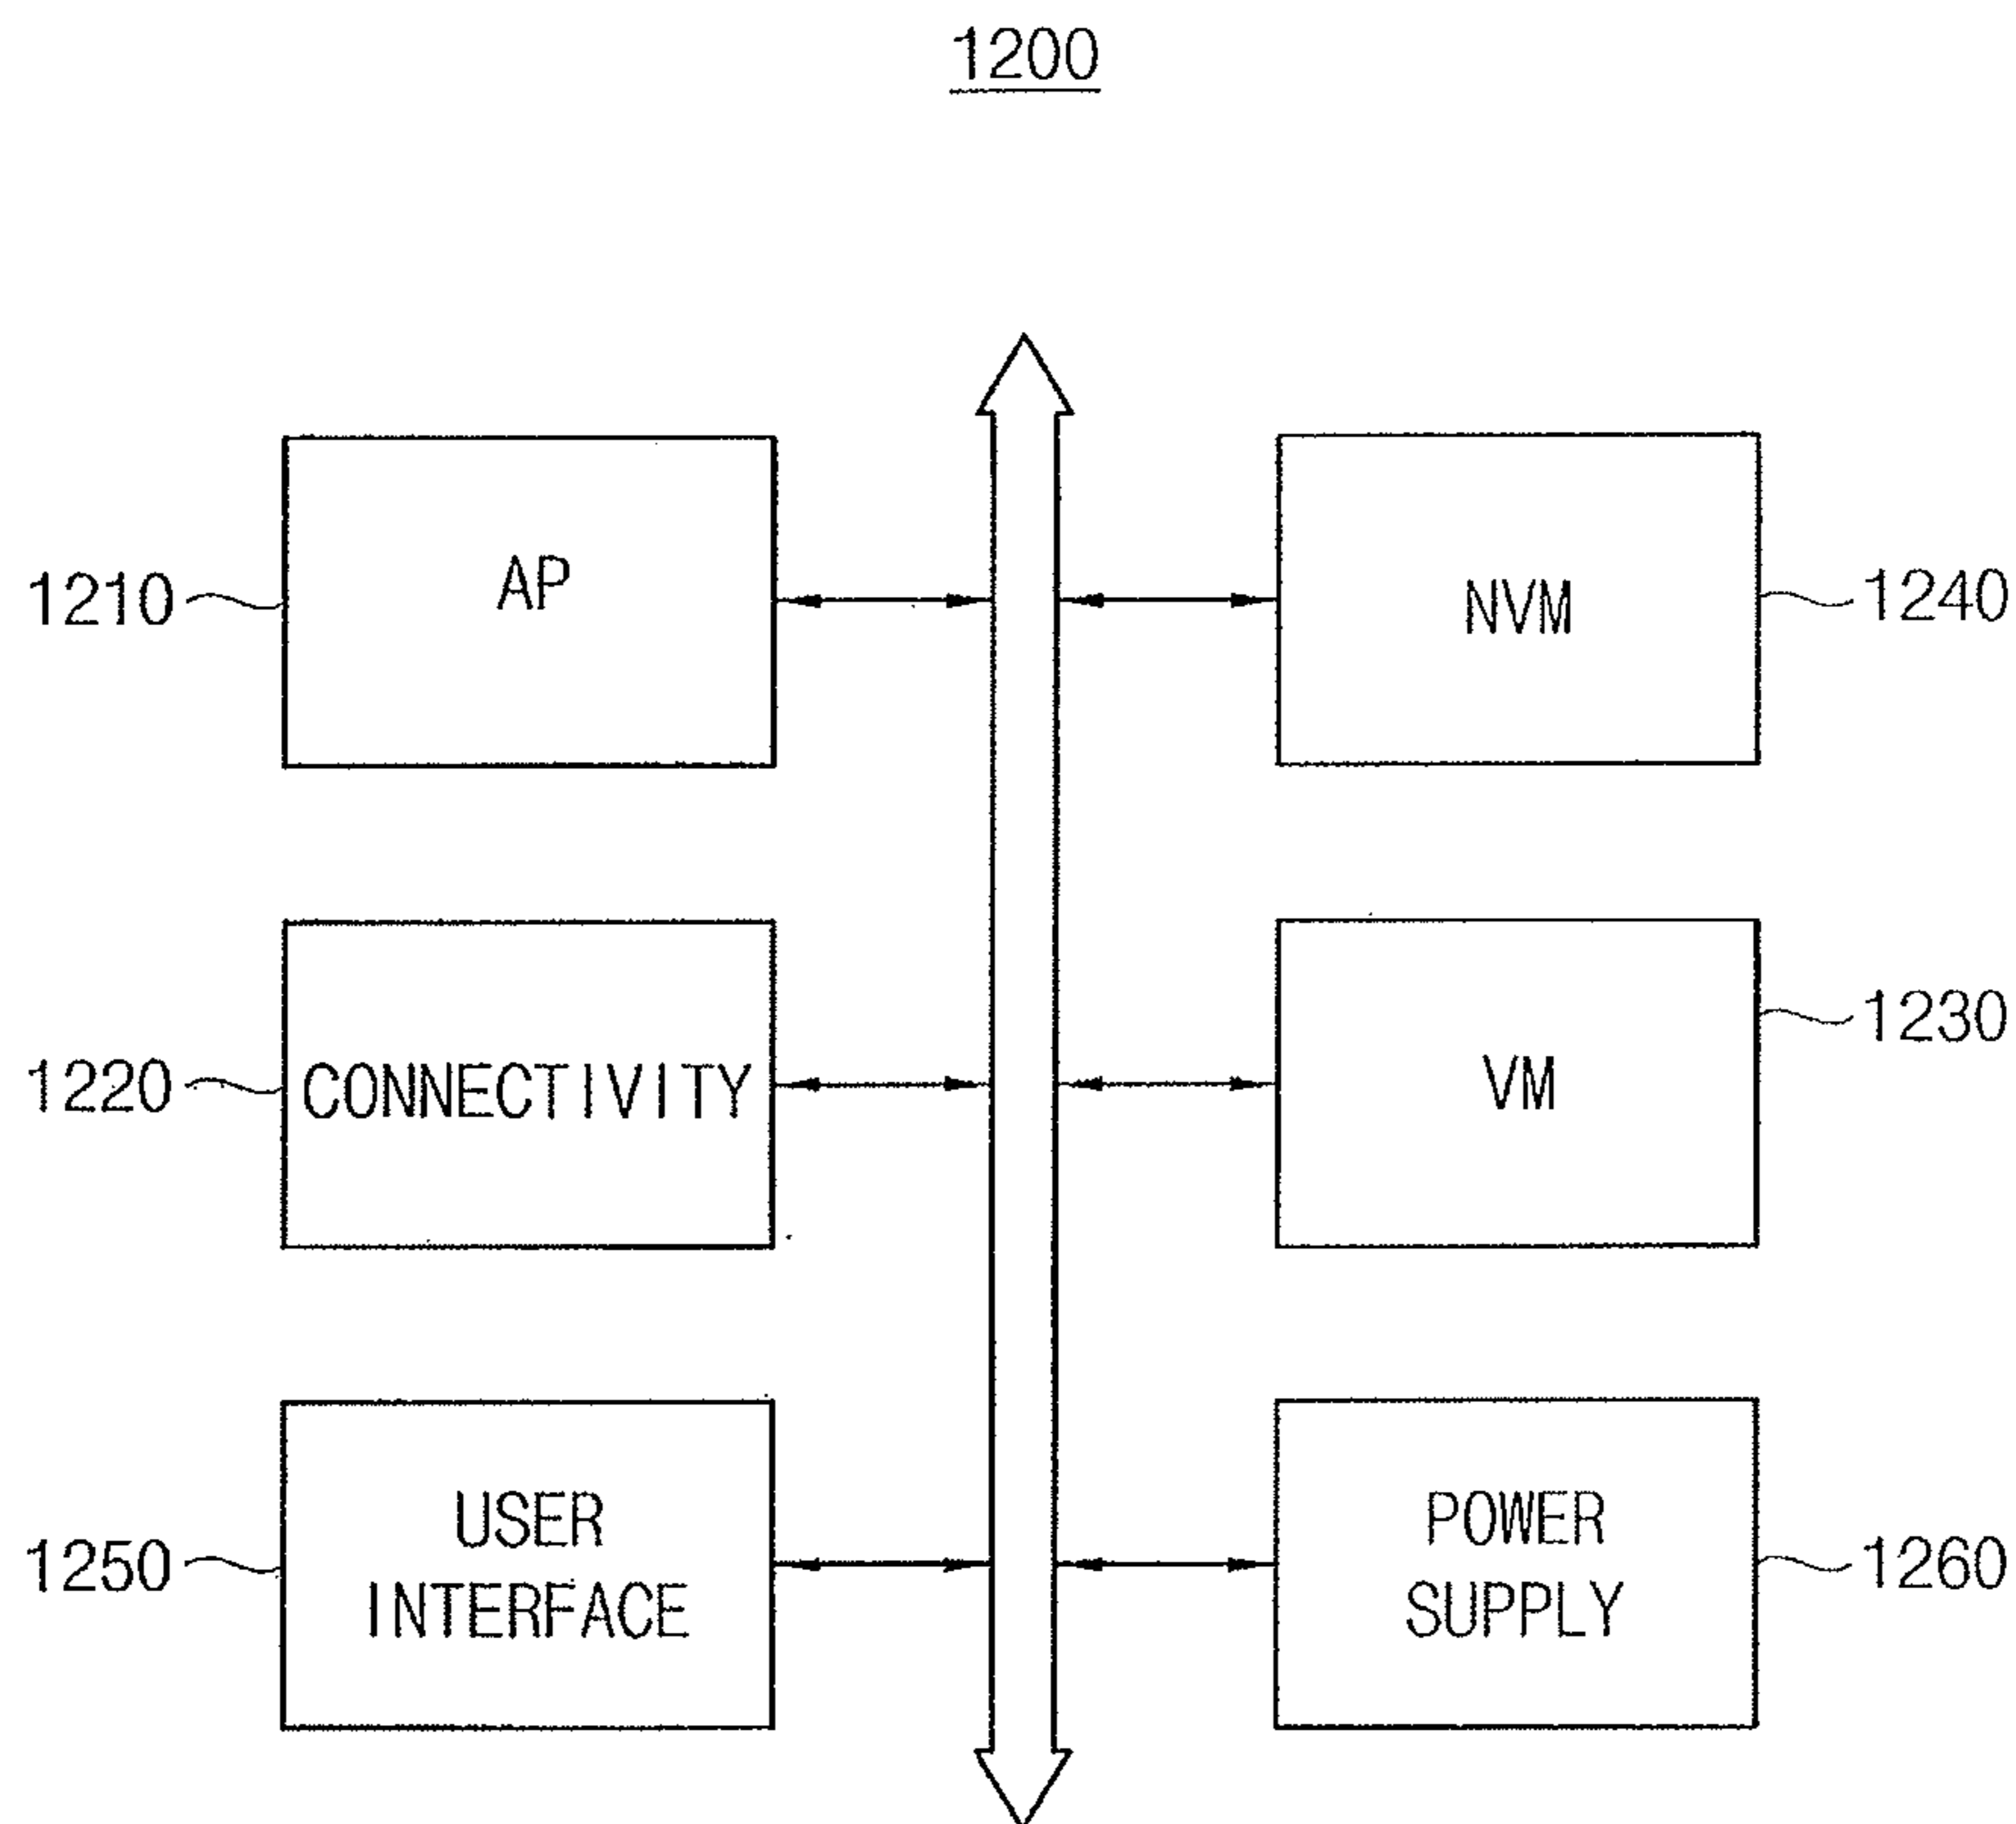 1200
1210
AP
NVM
1240
1220
CONNECTIVITY
VM
1230
1250
USER
INTERFACE
POWER
SUPPLY
1260